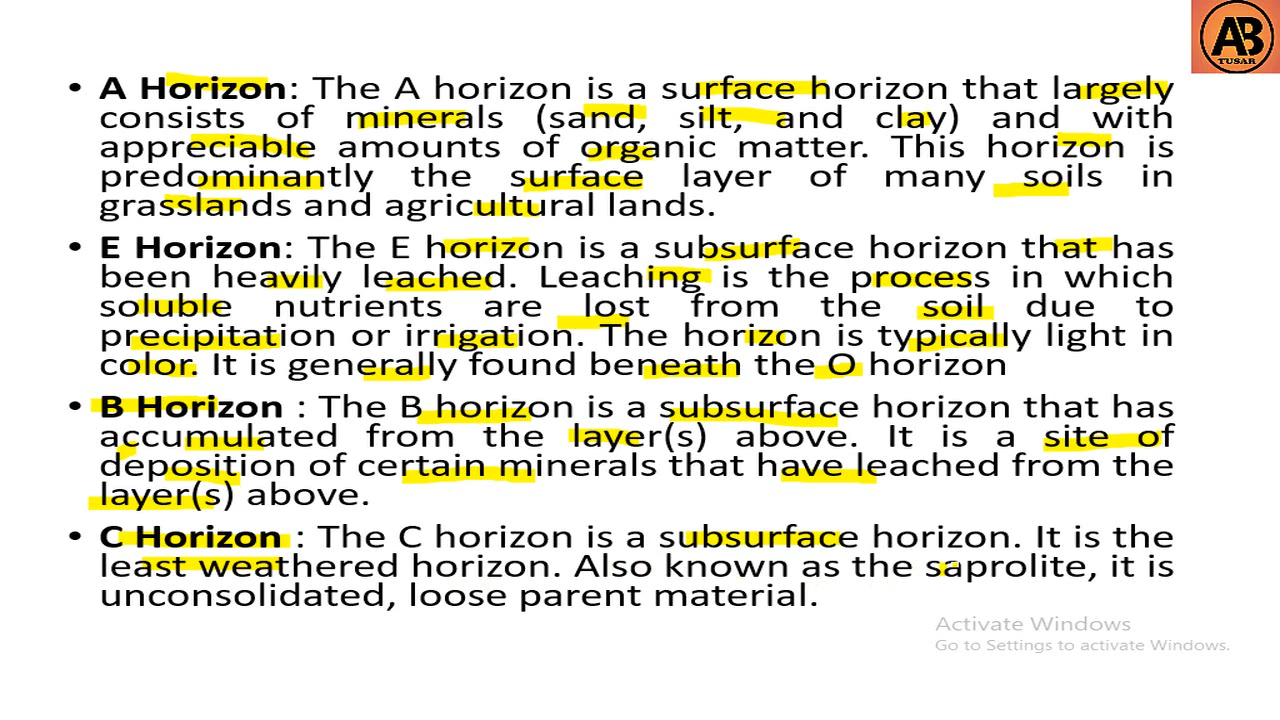 AB
TUSAR
• A Horizon: The A horizon is a surface horizon that largely
consists of minerals (sand, silt, and clay) and with
appreciable amounts of organic matter. This horizon is
predominantly the surface layer of many soils in
grasslands and agricultural lands.
• E Horizon: The E horizon is a subsurface horizon that has
been heavily leached. Leaching is the process in which
soluble nutrients are lost from the soil due to
precipitation or irrigation. The horizon is typically light in
color. It is generally found beneath the O horizon
• B Horizon : The B horizon is a subsurface horizon that has
accumulated from the layer(s) above. It is a site of
deposition of certain minerals that have leached from the
layer(s) above.
• C Horizon : The C horizon is a subsurface horizon. It is the
least weathered horizon. Also known as the saprolite, it is
unconsolidated, loose parent material.
Activate Windows
Go to Settings to activate Windows.